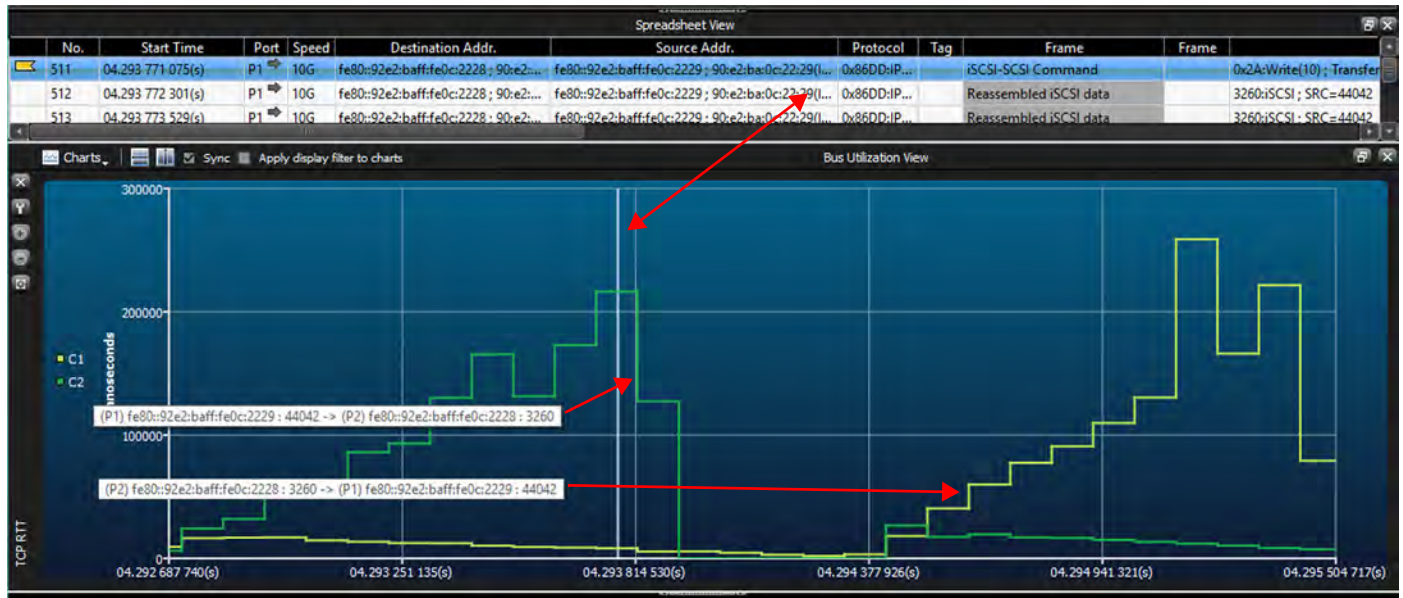 Spreadsheet View
No. Start Time Port Speed Destination Addr. Source Addr. Protocol Tag Frame Frame
511 04.293 771 075(s) P1 10G fe80::92e2:baff:fe0c:2228 ; 90:e2:... fe80::92e2:baff:fe0c:2229 ; 90:e2:ba:0c:22:29(I... 0x86DD:IP... iSCSI-SCSI Command 0x2A:Write(10) ; Transfer
512 04.293 772 301(s) P1 10G fe80::92e2:baff:fe0c:2228 ; 90:e2:... fe80::92e2:baff:fe0c:2229 ; 90:e2:ba:0c:22:29(I... 0x86DD:IP... Reassembled iSCSI data 3260:iSCSI ; SRC=44042
513 04.293 773 529(s) P1 10G fe80::92e2:baff:fe0c:2228 ; 90:e2:... fe80::92e2:baff:fe0c:2229 ; 90:e2:ba:0c:22:29(I... 0x86DD:IP... Reassembled iSCSI data 3260:iSCSI ; SRC=44042
Charts Sync Apply display filter to charts Bus Utilization View
300000
200000
C1
C2
(P1) fe80::92e2:baff:fe0c:2229 : 44042 -> (P2) fe80::92e2:baff:fe0c:2228 : 3260
100000
(P2) fe80::92e2:baff:fe0c:2228 : 3260 -> (P1) fe80::92e2:baff:fe0c:2229 : 44042
TCP RTT
0
04.292 687 740(s) 04.293 251 135(s) 04.293 814 530(s) 04.294 377 926(s) 04.294 941 321(s) 04.295 504 717(s)